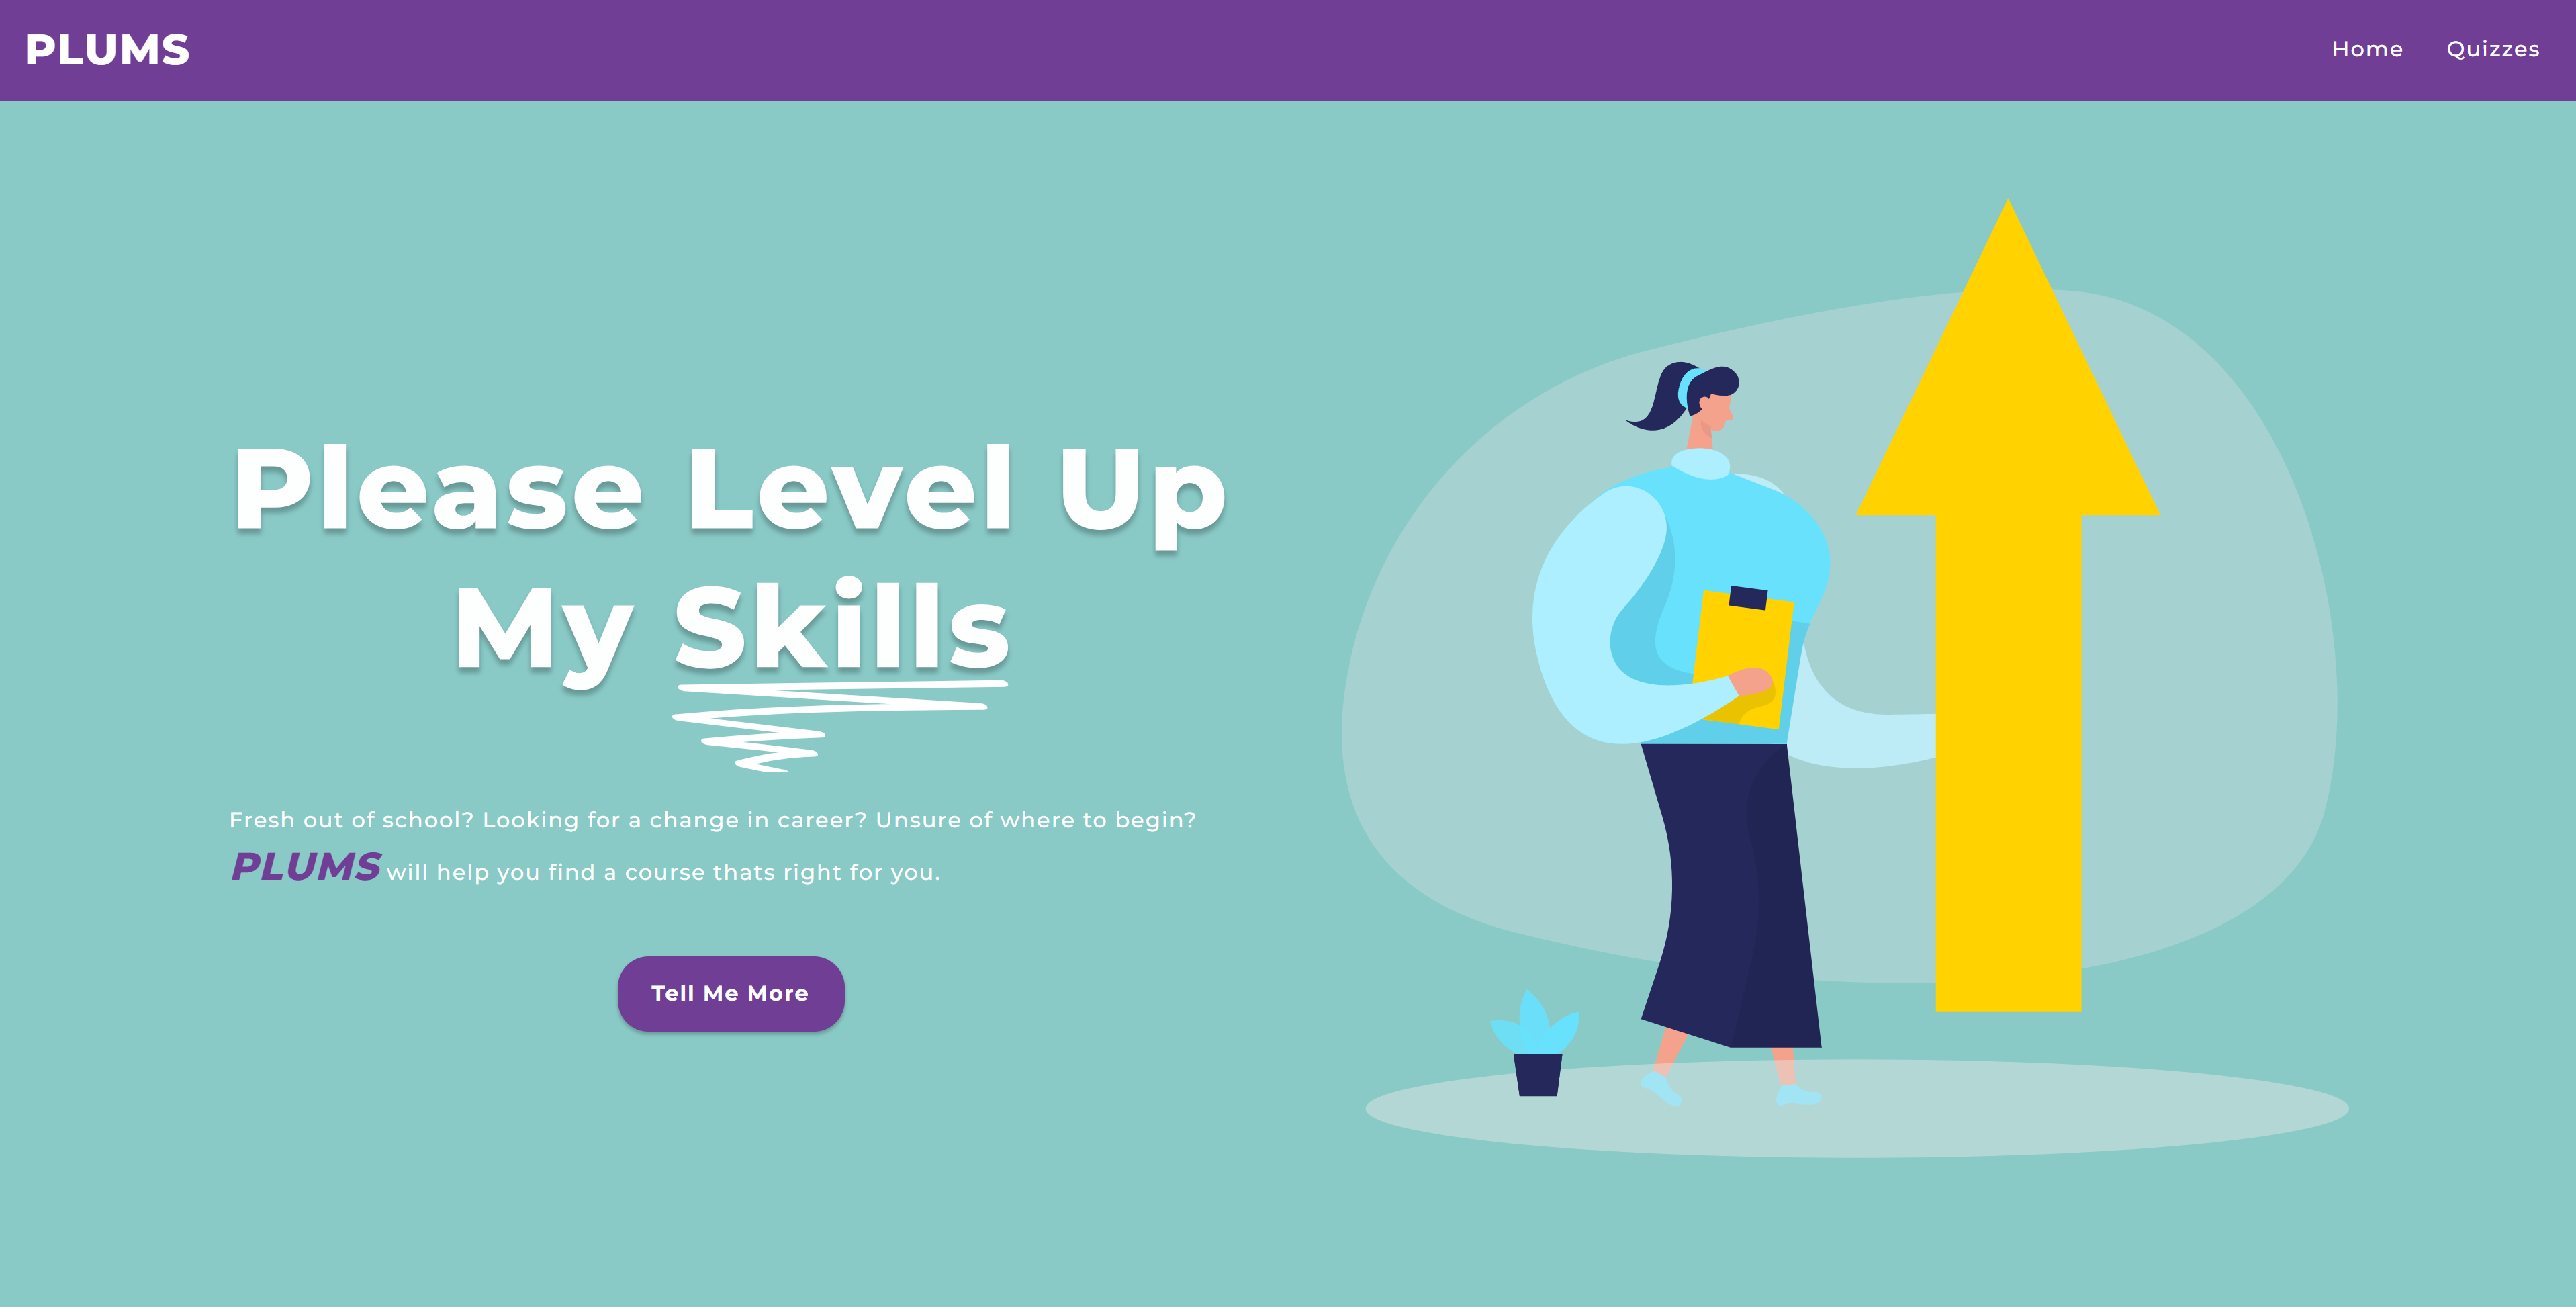 PLUMS
Home
Quizzes
Please Level Up
My Skills
Fresh out of school? Looking for a change in career? Unsure of where to begin?
PLUMS will help you find a course thats right for you.
Tell Me More